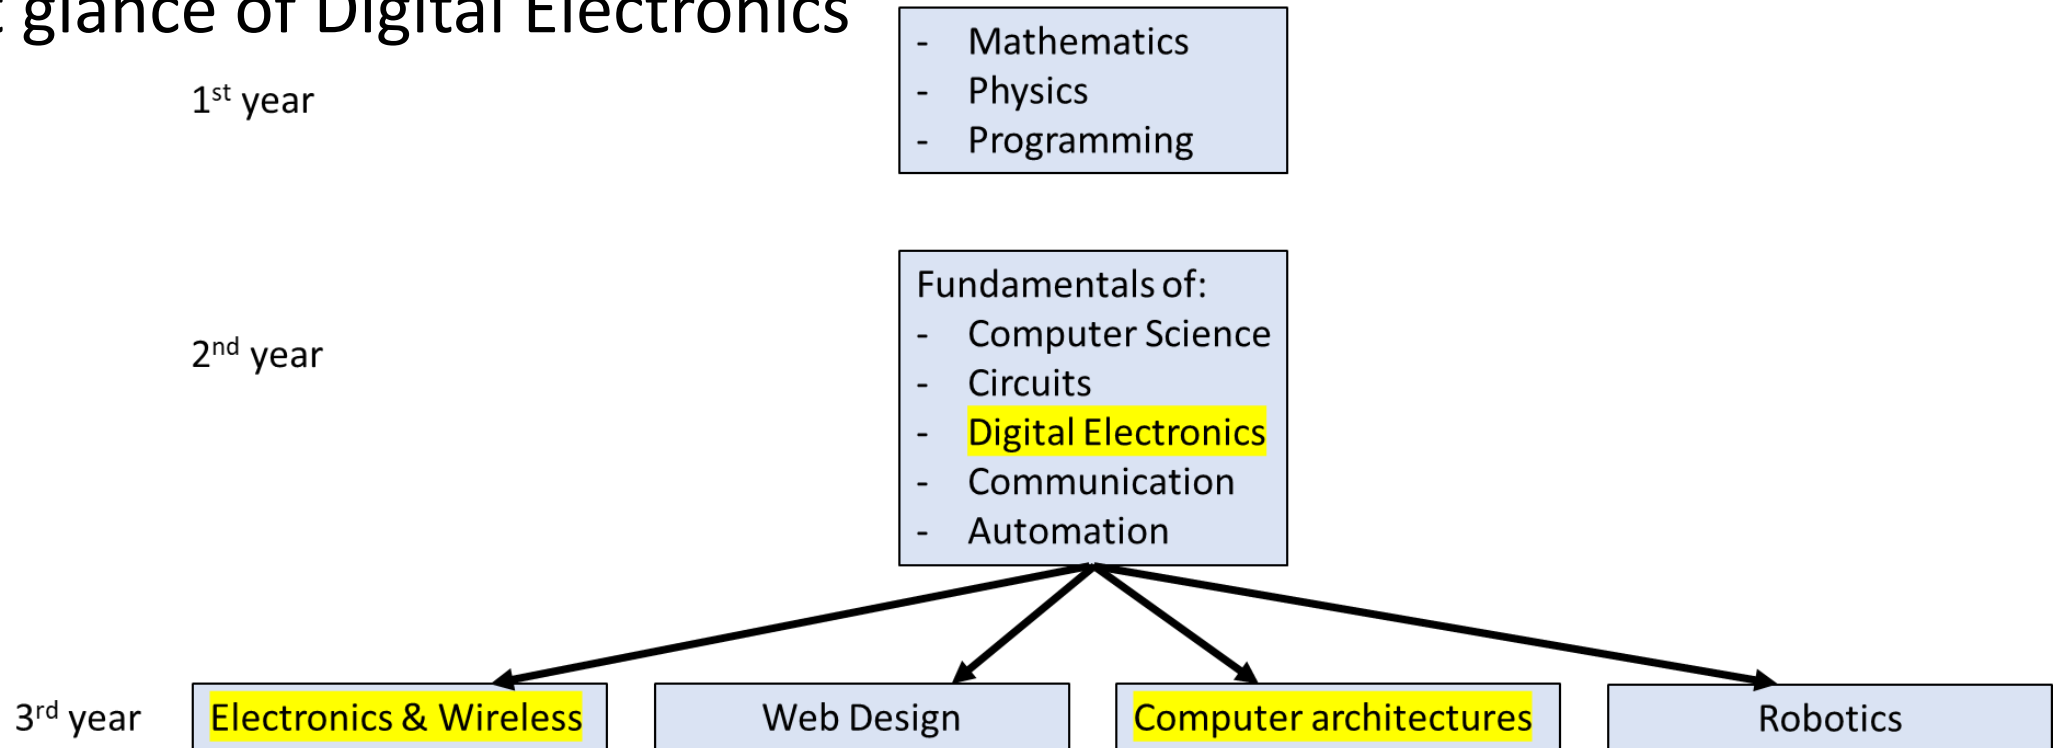 glance of Digital Electronics
1st year
- Mathematics
- Physics
- Programming
2nd year
Fundamentals of:
- Computer Science
- Circuits
- Digital Electronics
- Communication
- Automation
3rd year
Electronics & Wireless
Web Design
Computer architectures
Robotics